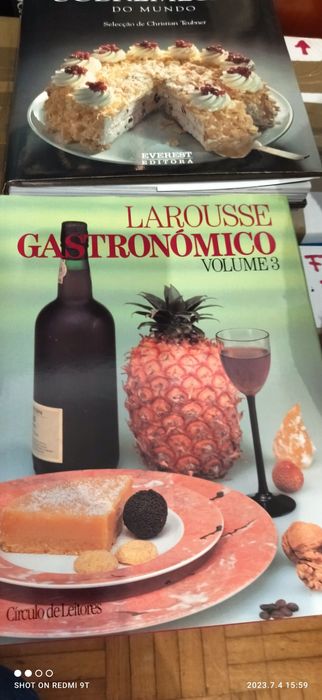 DO MUNDO
Selecção de Christian Teubner
EVEREST
EDITORA
LAROUSSE
GASTRONÓMICO
VOLUME 3
Círculo de Leitores
SHOT ON REDMI 9T
2023.7.4 15:59